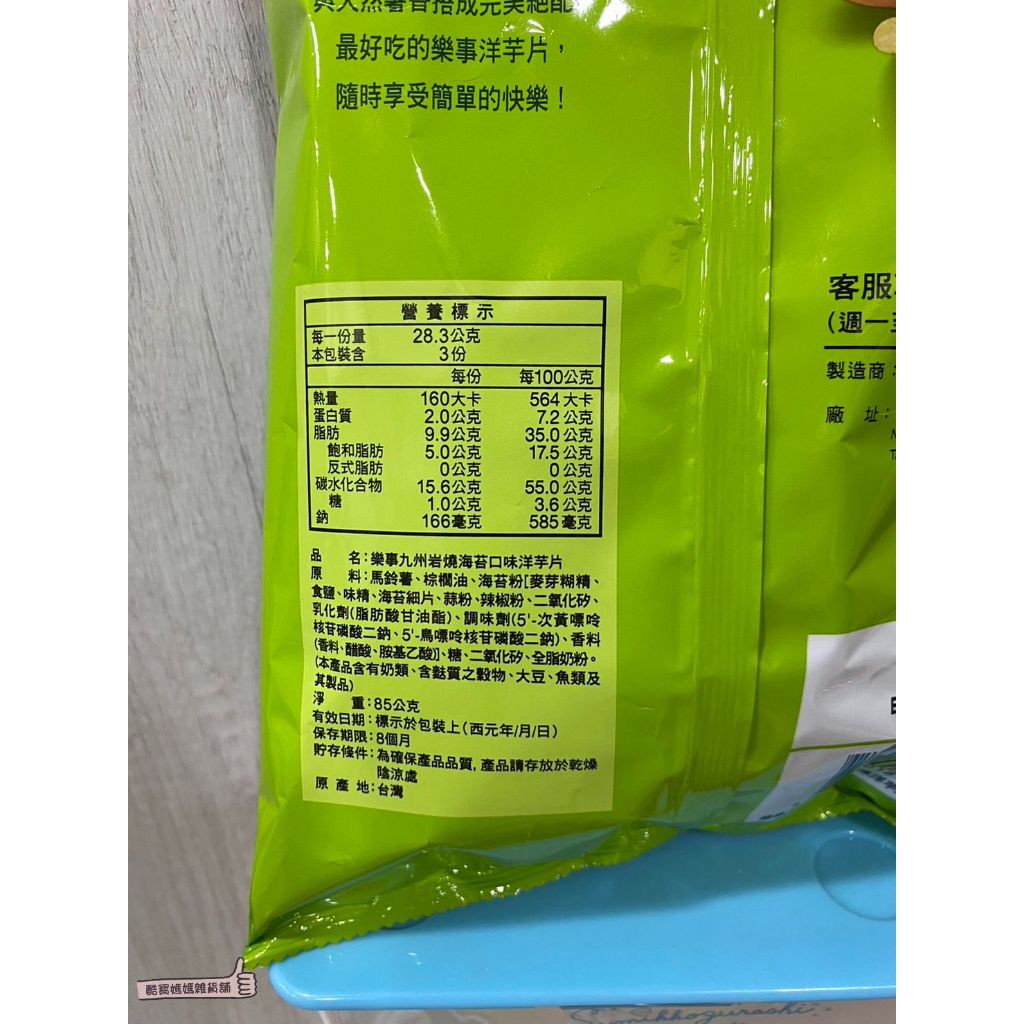 與天然薯香搭成完美絕配
最好吃的樂事洋芋片，
隨時享受簡單的快樂！
營養標示
每一份量 28.3公克
本包裝含 3份
每份 每100公克
熱量 160大卡 564大卡
蛋白質 2.0公克 7.2公克
脂肪 9.9公克 35.0公克
飽和脂肪 5.0公克 17.5公克
反式脂肪 0公克 0公克
碳水化合物 15.6公克 55.0公克
糖 1.0公克 3.6公克
鈉 166毫克 585毫克
品 名：樂事九州岩燒海苔口味洋芋片
原 料：馬鈴薯、棕櫚油、海苔粉[麥芽糊精、
食鹽、味精、海苔細片、蒜粉、辣椒粉、二氧化矽、
乳化劑(脂肪酸甘油酯)、調味劑(5'-次黃嘌呤
核苷磷酸二鈉、5'-鳥嘌呤核苷磷酸二鈉)、香料
(香料、醋酸、胺基乙酸)]、糖、二氧化矽、全脂奶粉。
(本產品含有奶類、含麩質之穀物、大豆、魚類及
其製品)
淨 重：85公克
有效日期：標示於包裝上(西元年/月/日)
保存期限：8個月
貯存條件：為確保產品品質, 產品請存放於乾燥
陰涼處
原 產 地：台灣
客服
(週一
製造商：
廠 址：
酷寶媽媽雜貨舖
Sumikkogurashi